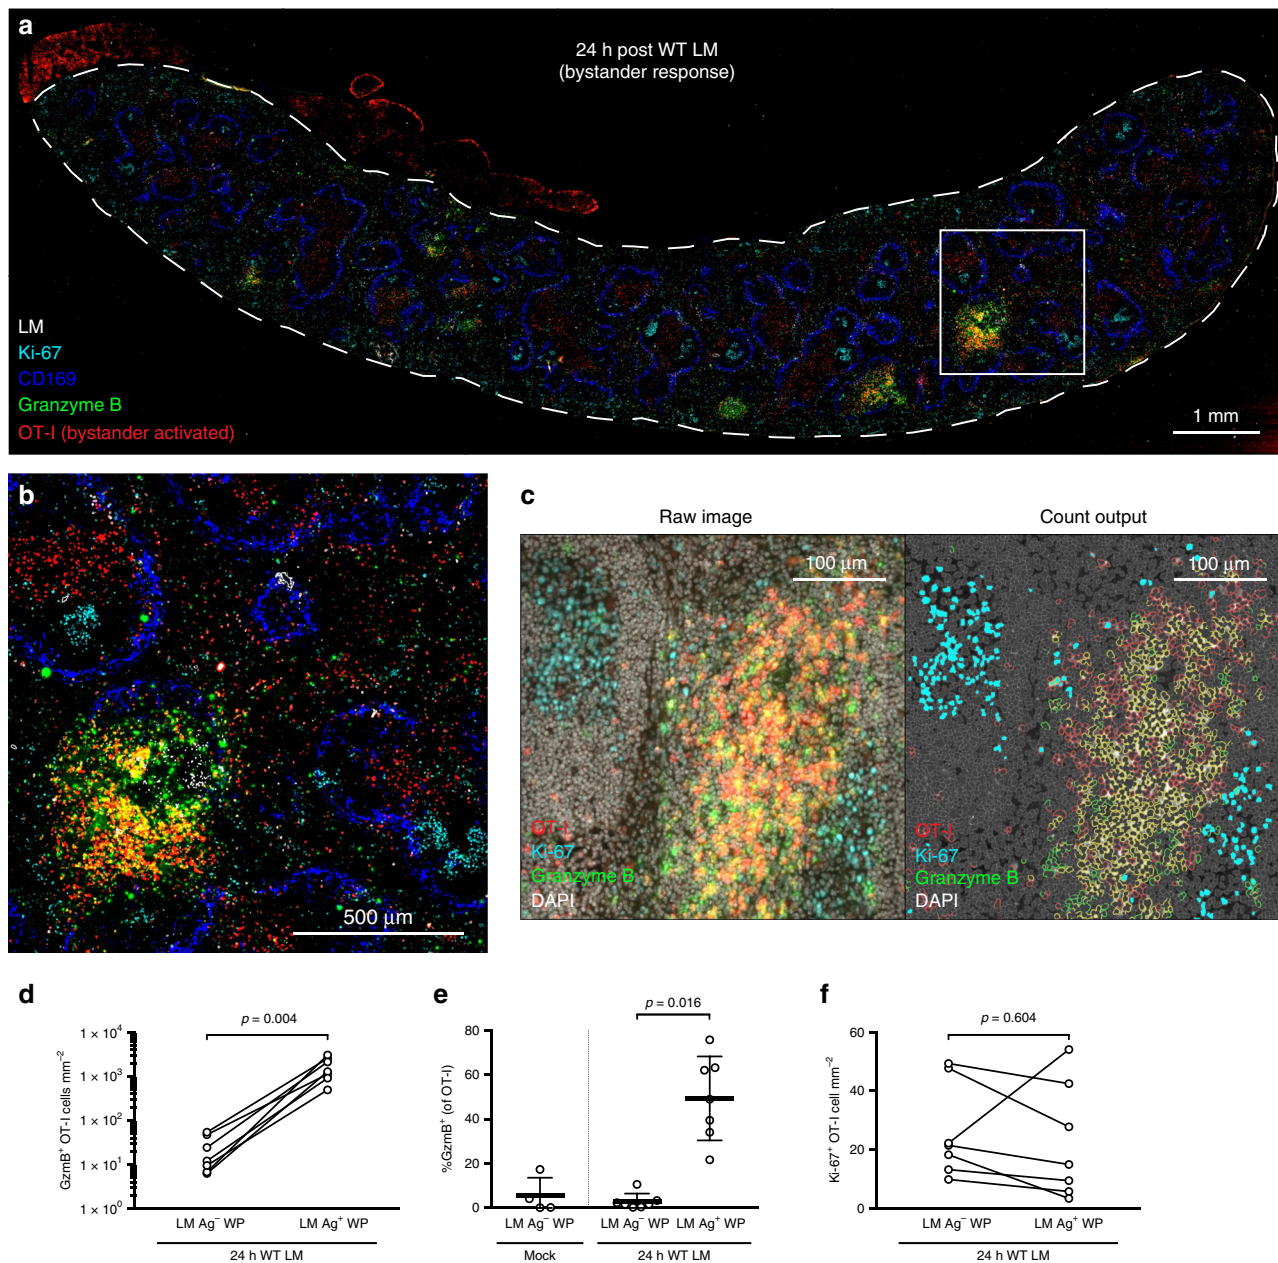 a
24 h post WT LM
(bystander response)
LM
Ki-67
CD169
Granzyme B
OT-I (bystander activated)
1 mm
b
500 µm
c
Raw image
Count output
100 µm
100 µm
OT-I
Ki-67
Granzyme B
DAPI
OT-I
Ki-67
Granzyme B
DAPI
d
p = 0.004
GzmB⁺ OT-I cells mm⁻²
1 × 10⁴
1 × 10³
1 × 10²
1 × 10¹
1 × 10⁰
LM Ag⁻ WP
LM Ag⁺ WP
24 h WT LM
e
p = 0.016
%GzmB⁺ (of OT-I)
80
60
40
20
0
LM Ag⁻ WP
LM Ag⁻ WP
LM Ag⁺ WP
Mock
24 h WT LM
f
p = 0.604
Ki-67⁺ OT-I cell mm⁻²
60
40
20
0
LM Ag⁻ WP
LM Ag⁺ WP
24 h WT LM